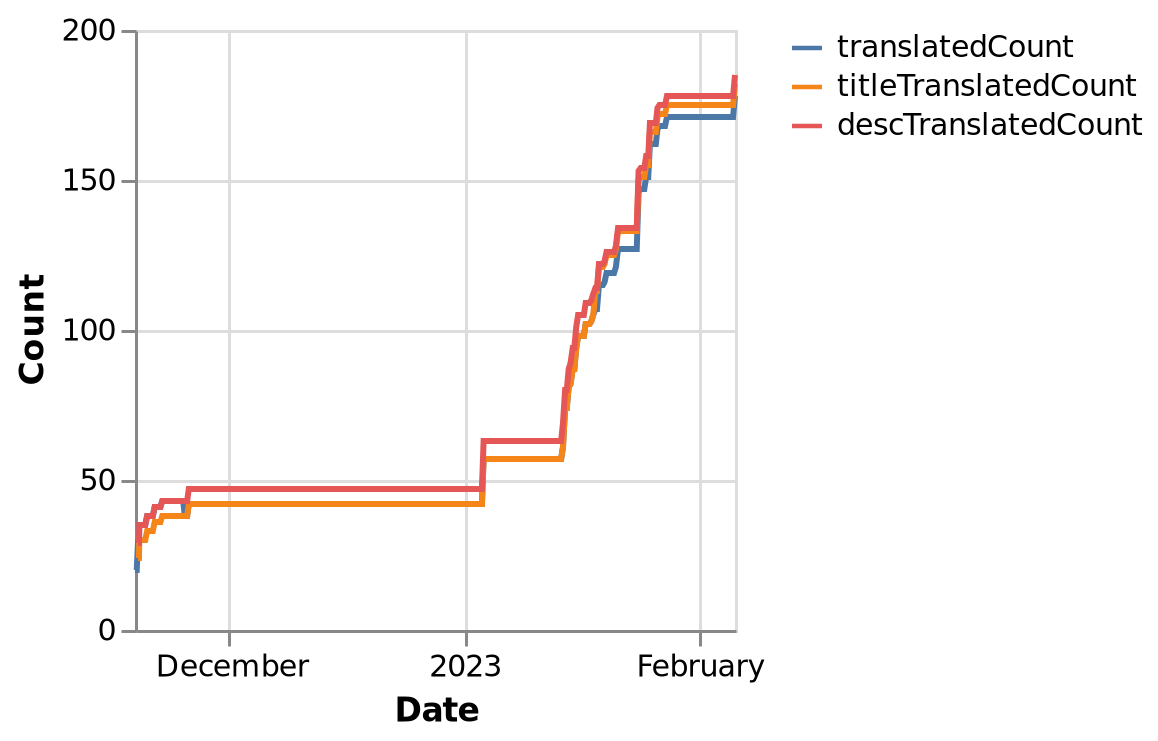 200
150
100
50
0
Count
December
2023
February
Date
translatedCount
titleTranslatedCount
descTranslatedCount